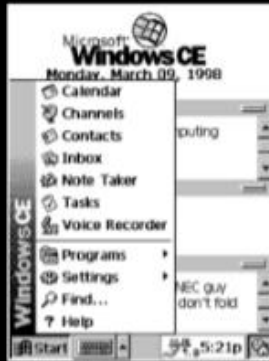 Microsoft
Windows CE
Monday, March 09, 1998
Calendar
Channels
Contacts
Inbox
Note Taker
Tasks
Voice Recorder
Programs
Settings
Find...
? Help
Windows CE
puting
NEC guy
don't fold
Start
5:21p